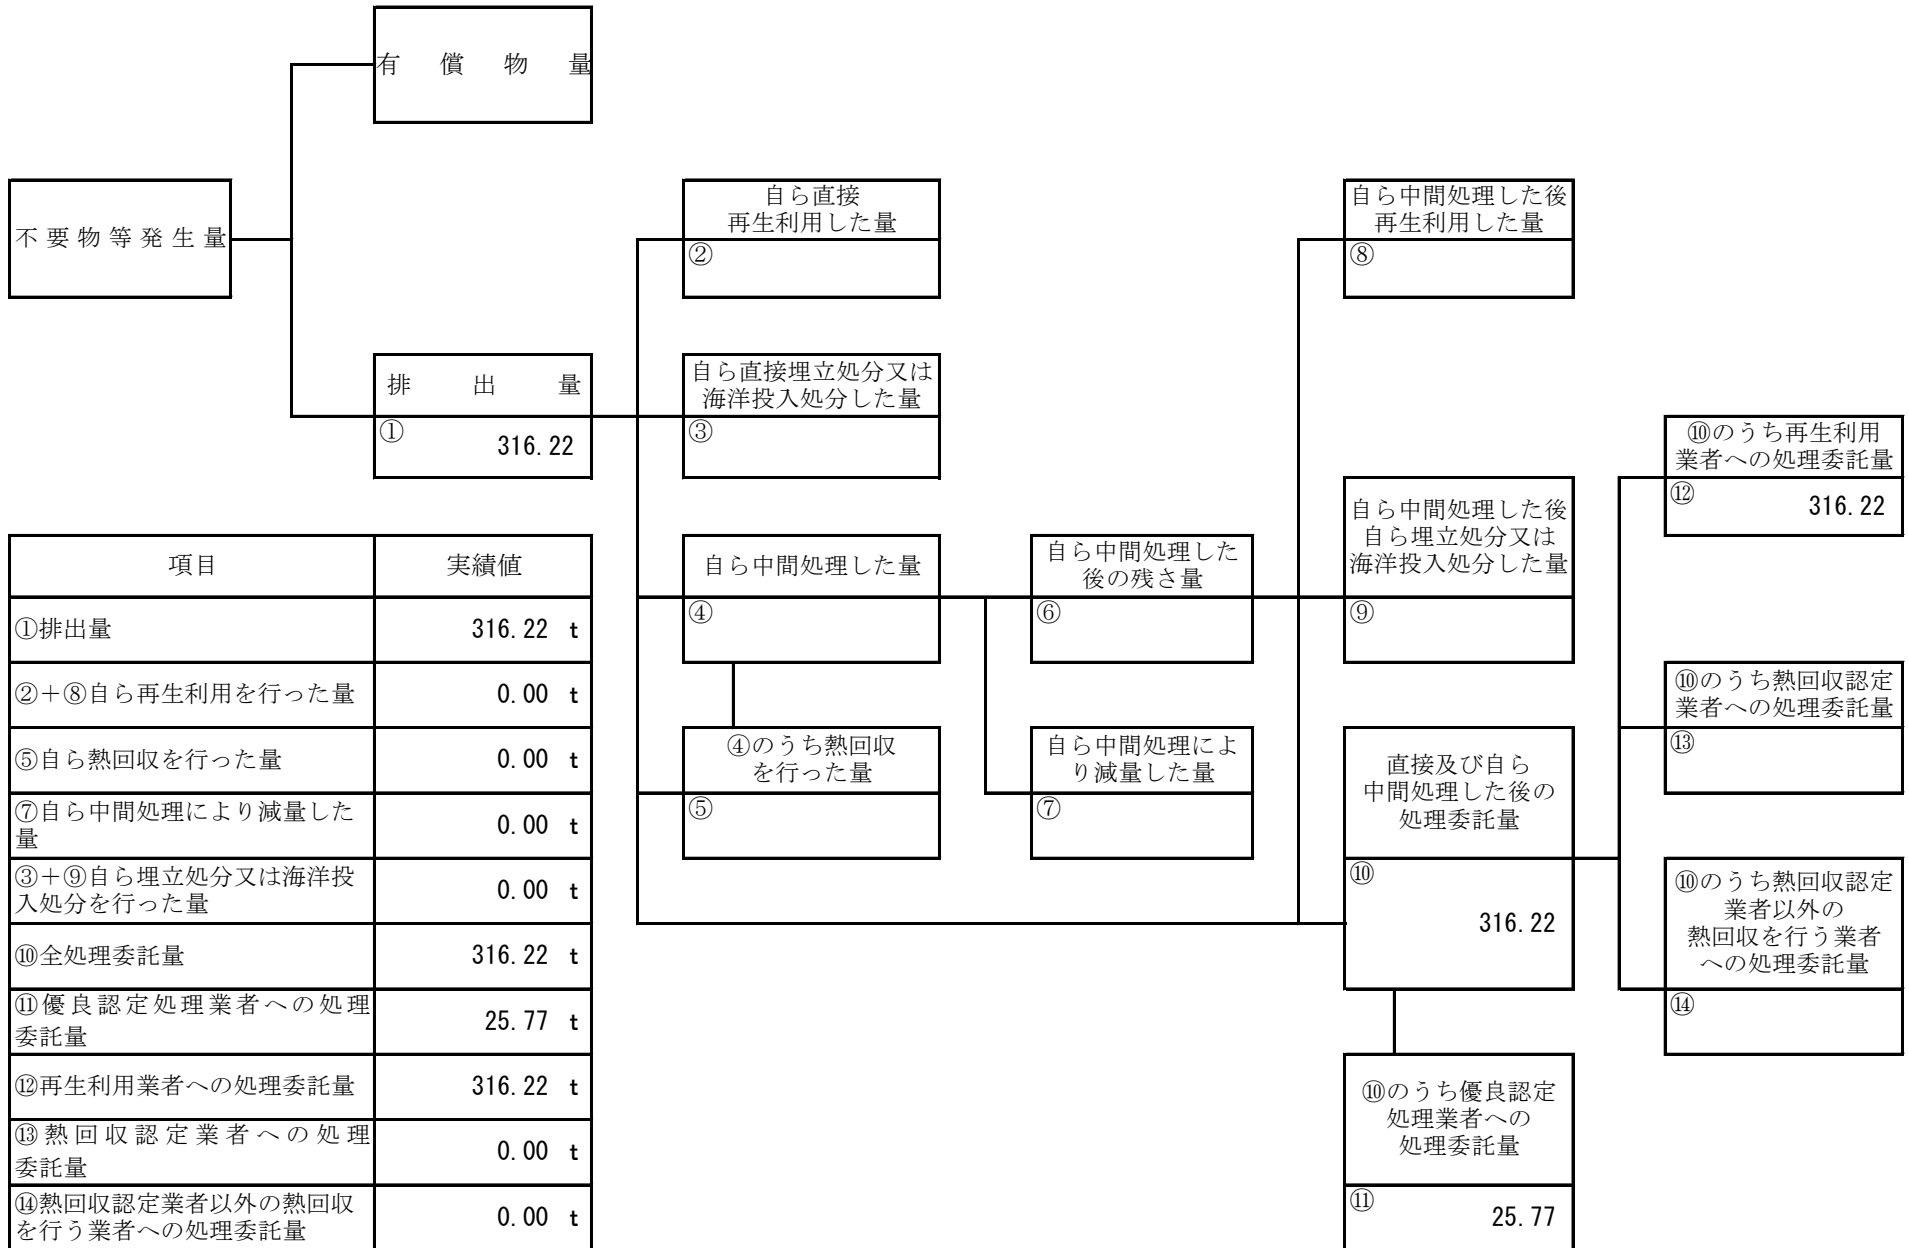 有償物量
不要物等発生量
排出量
①
316.22
自ら直接
再生利用した量
②
自ら直接埋立処分又は
海洋投入処分した量
③
自ら中間処理した量
④
④のうち熱回収
を行った量
⑤
自ら中間処理した
後の残さ量
⑥
自ら中間処理によ
り減量した量
⑦
自ら中間処理した後
再生利用した量
⑧
自ら中間処理した後
自ら埋立処分又は
海洋投入処分した量
⑨
直接及び自ら
中間処理した後の
処理委託量
⑩
316.22
⑩のうち優良認定
処理業者への
処理委託量
⑪
25.77
⑩のうち再生利用
業者への処理委託量
⑫
316.22
⑩のうち熱回収認定
業者への処理委託量
⑬
⑩のうち熱回収認定
業者以外の
熱回収を行う業者
への処理委託量
⑭
項目 実績値
①排出量 316.22 t
②＋⑧自ら再生利用を行った量 0.00 t
⑤自ら熱回収を行った量 0.00 t
⑦自ら中間処理により減量した
量 0.00 t
③＋⑨自ら埋立処分又は海洋投
入処分を行った量 0.00 t
⑩全処理委託量 316.22 t
⑪優良認定処理業者への処理
委託量 25.77 t
⑫再生利用業者への処理委託量 316.22 t
⑬熱回収認定業者への処理
委託量 0.00 t
⑭熱回収認定業者以外の熱回収
を行う業者への処理委託量 0.00 t